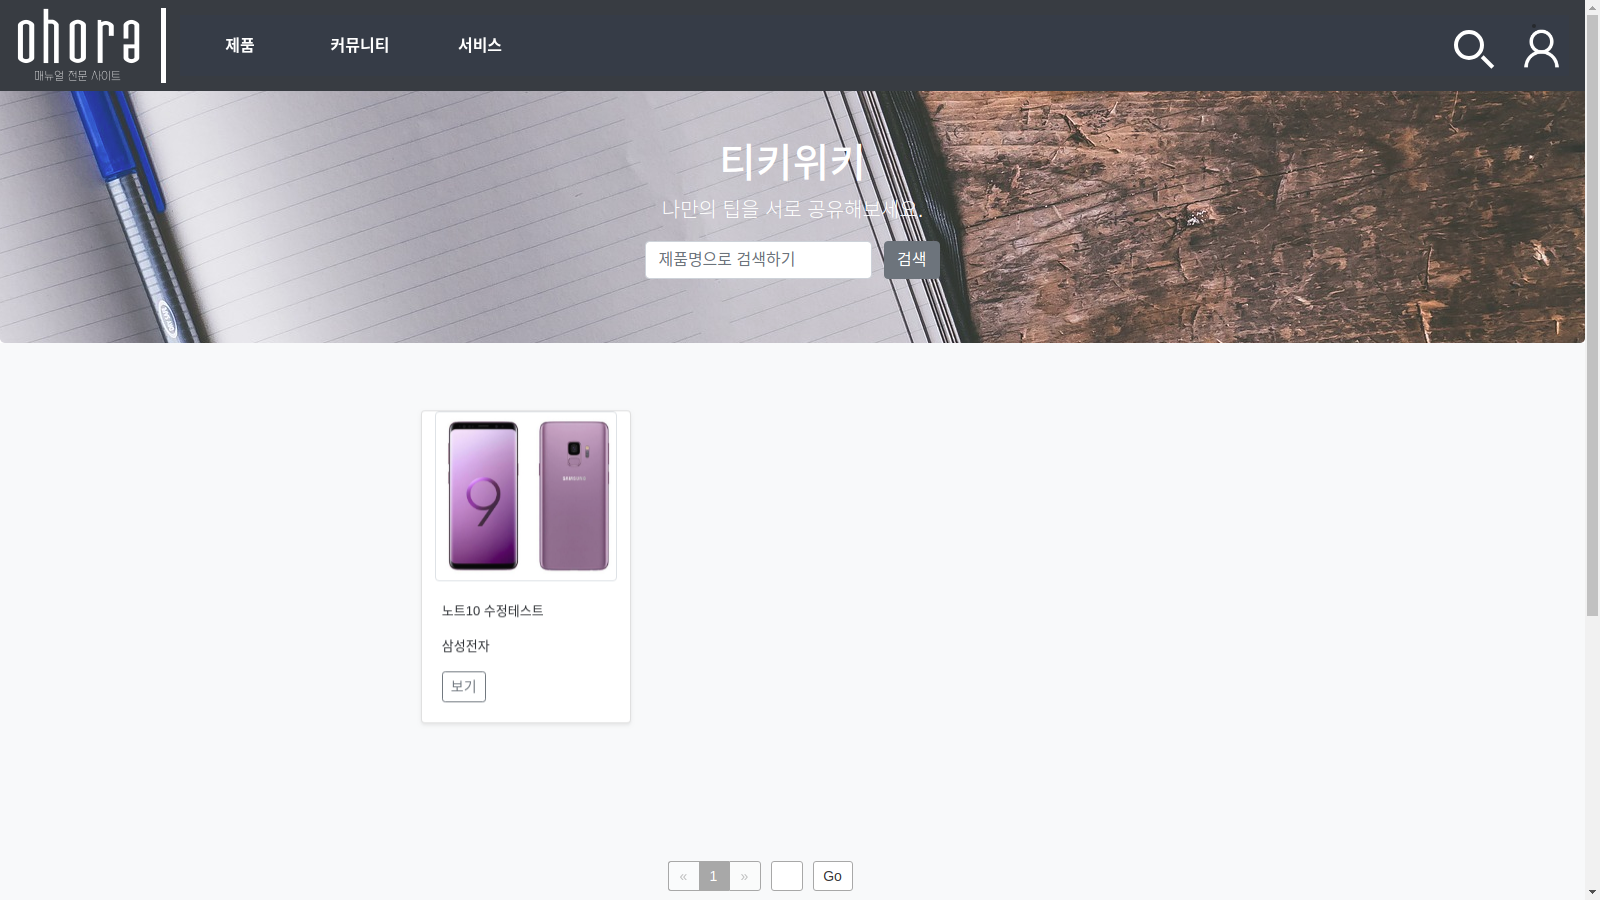 ohora
매뉴얼 전문 사이트
제품
커뮤니티
서비스
티키위키
나만의 팁을 서로 공유해보세요.
제품명으로 검색하기
검색
9
SAMSUNG
노트10 수정테스트
삼성전자
보기
«
1
»
Go